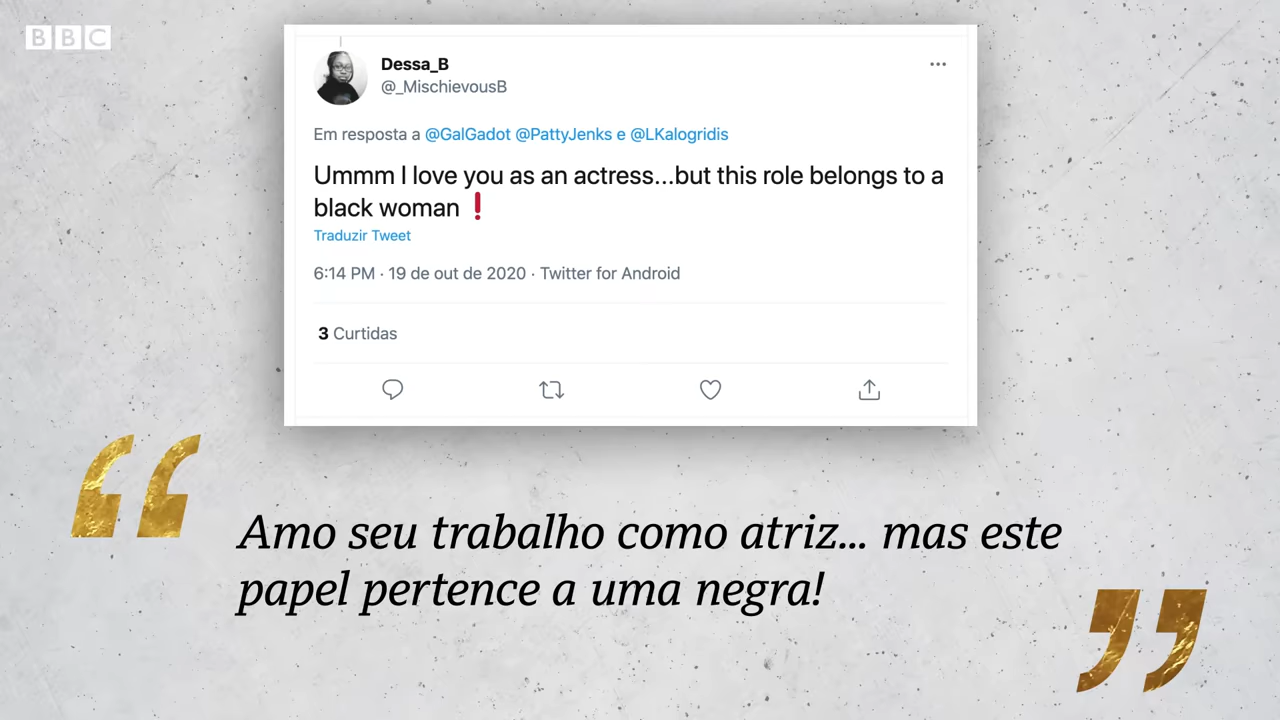 BBC
Dessa_B
@_MischievousB
Em resposta a @GalGadot @PattyJenks e @LKalogridis
Ummm I love you as an actress...but this role belongs to a
black woman❗
Traduzir Tweet
6:14 PM · 19 de out de 2020 · Twitter for Android
3 Curtidas
“
Amo seu trabalho como atriz... mas este
papel pertence a uma negra!
”